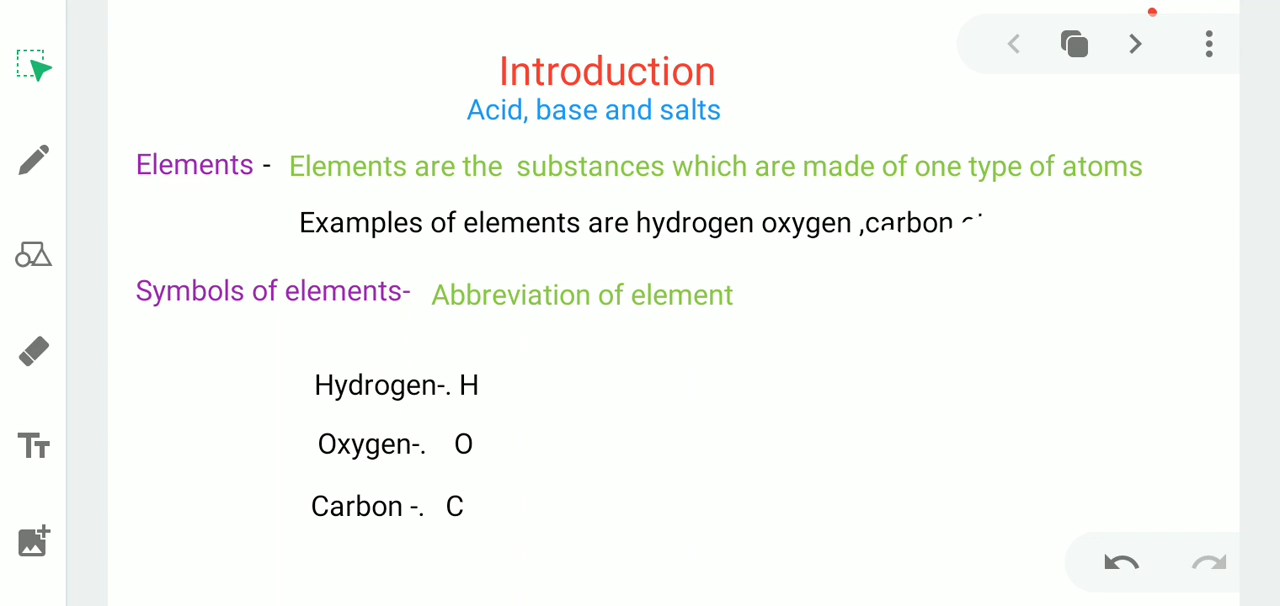 Introduction
Acid, base and salts
Elements - Elements are the substances which are made of one type of atoms
Examples of elements are hydrogen oxygen ,carbon
Symbols of elements- Abbreviation of element
Hydrogen-. H
Oxygen-. O
Carbon -. C